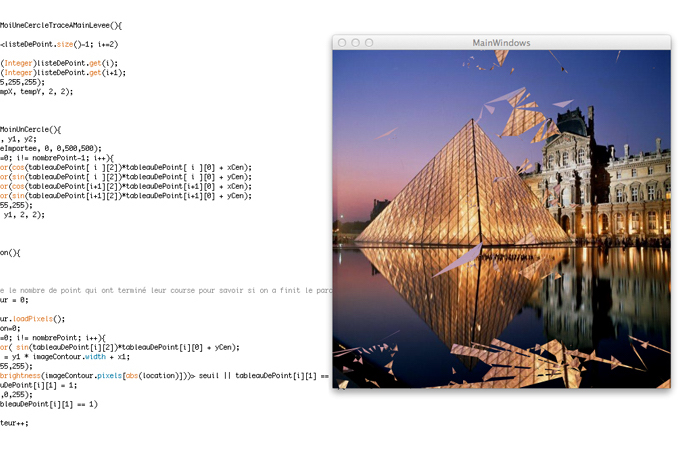 MoiUneCercleTraceAMainLevee(){
<listeDePoint.size()-1; i+=2)
(Integer)listeDePoint.get(i);
(Integer)listeDePoint.get(i+1);
5,255,255);
mpX, tempY, 2, 2);
MoinUnCercle(){
, y1, y2;
eImportee, 0, 0,500,500);
=0; i!= nombrePoint-1; i++){
or(cos(tableauDePoint[ i ][2])*tableauDePoint[ i ][0] + xCen);
or(sin(tableauDePoint[ i ][2])*tableauDePoint[ i ][0] + yCen);
or(cos(tableauDePoint[i+1][2])*tableauDePoint[i+1][0] + xCen);
or(sin(tableauDePoint[i+1][2])*tableauDePoint[i+1][0] + yCen);
55,255);
y1, 2, 2);
on(){
e le nombre de point qui ont terminé leur course pour savoir si on a finit le parc
ur = 0;
ur.loadPixels();
on=0;
=0; i!= nombrePoint; i++){
or( sin(tableauDePoint[i][2])*tableauDePoint[i][0] + yCen);
= y1 * imageContour.width + x1;
55,255);
brightness(imageContour.pixels[abs(location)]))> seuil || tableauDePoint[i][1] ==
uDePoint[i][1] = 1;
,0,255);
bleauDePoint[i][1] == 1)
teur++;
MainWindows